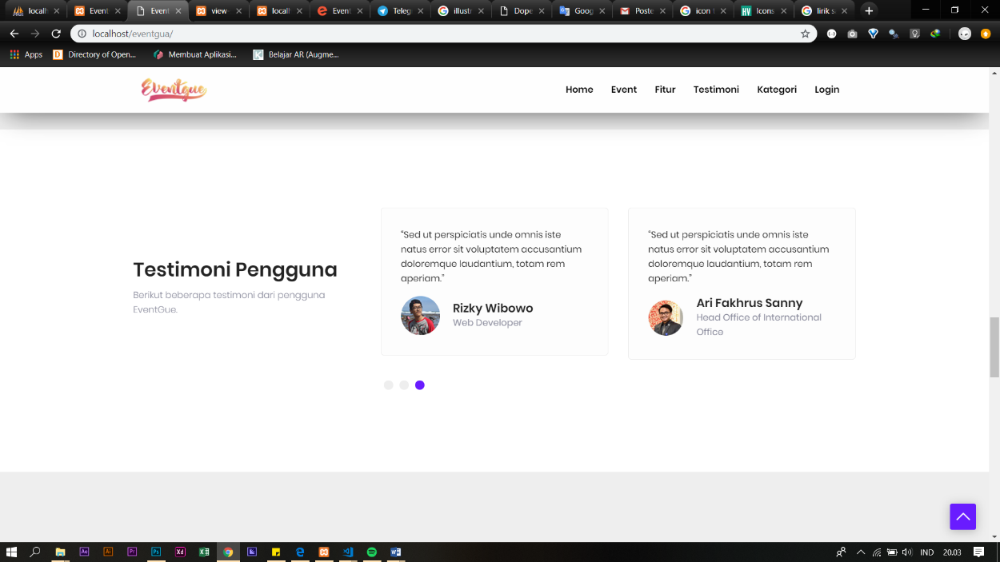 localh
Event
Event
view-
locall
Event
Telegr
illustr
Dope
Goog
Poste
icon t
Icons
lirik s
localhost/eventgua/
Apps
Directory of Open...
Membuat Aplikasi...
Belajar AR (Augme...
Eventgue
Home Event Fitur Testimoni Kategori Login
Testimoni Pengguna
Berikut beberapa testimoni dari pengguna
EventGue.
“Sed ut perspiciatis unde omnis iste
natus error sit voluptatem accusantium
doloremque laudantium, totam rem
aperiam.”
Rizky Wibowo
Web Developer
“Sed ut perspiciatis unde omnis iste
natus error sit voluptatem accusantium
doloremque laudantium, totam rem
aperiam.”
Ari Fakhrus Sanny
Head Office of International
Office
IND
20.03